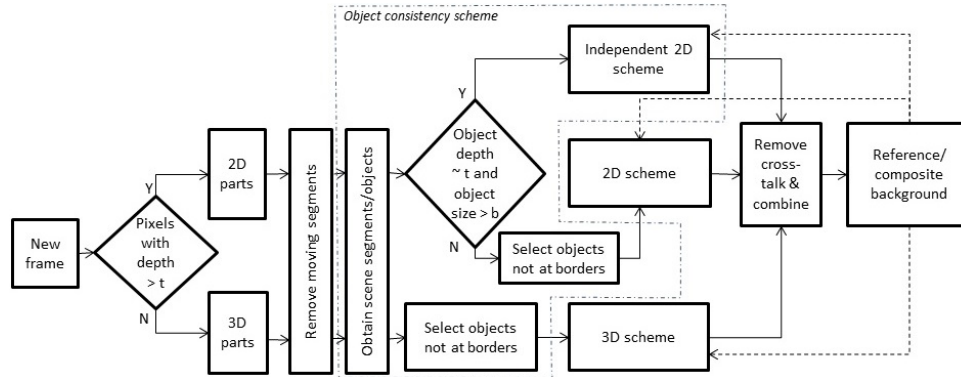 Object consistency scheme
New
frame
Pixels
with
depth
> t
Y
N
2D
parts
3D
parts
Remove moving segments
Obtain scene segments/objects
Object
depth
~ t and
object
size > b
Y
N
Independent 2D
scheme
Select objects
not at borders
2D scheme
Select objects
not at borders
3D scheme
Remove
cross-
talk &
combine
Reference/
composite
background